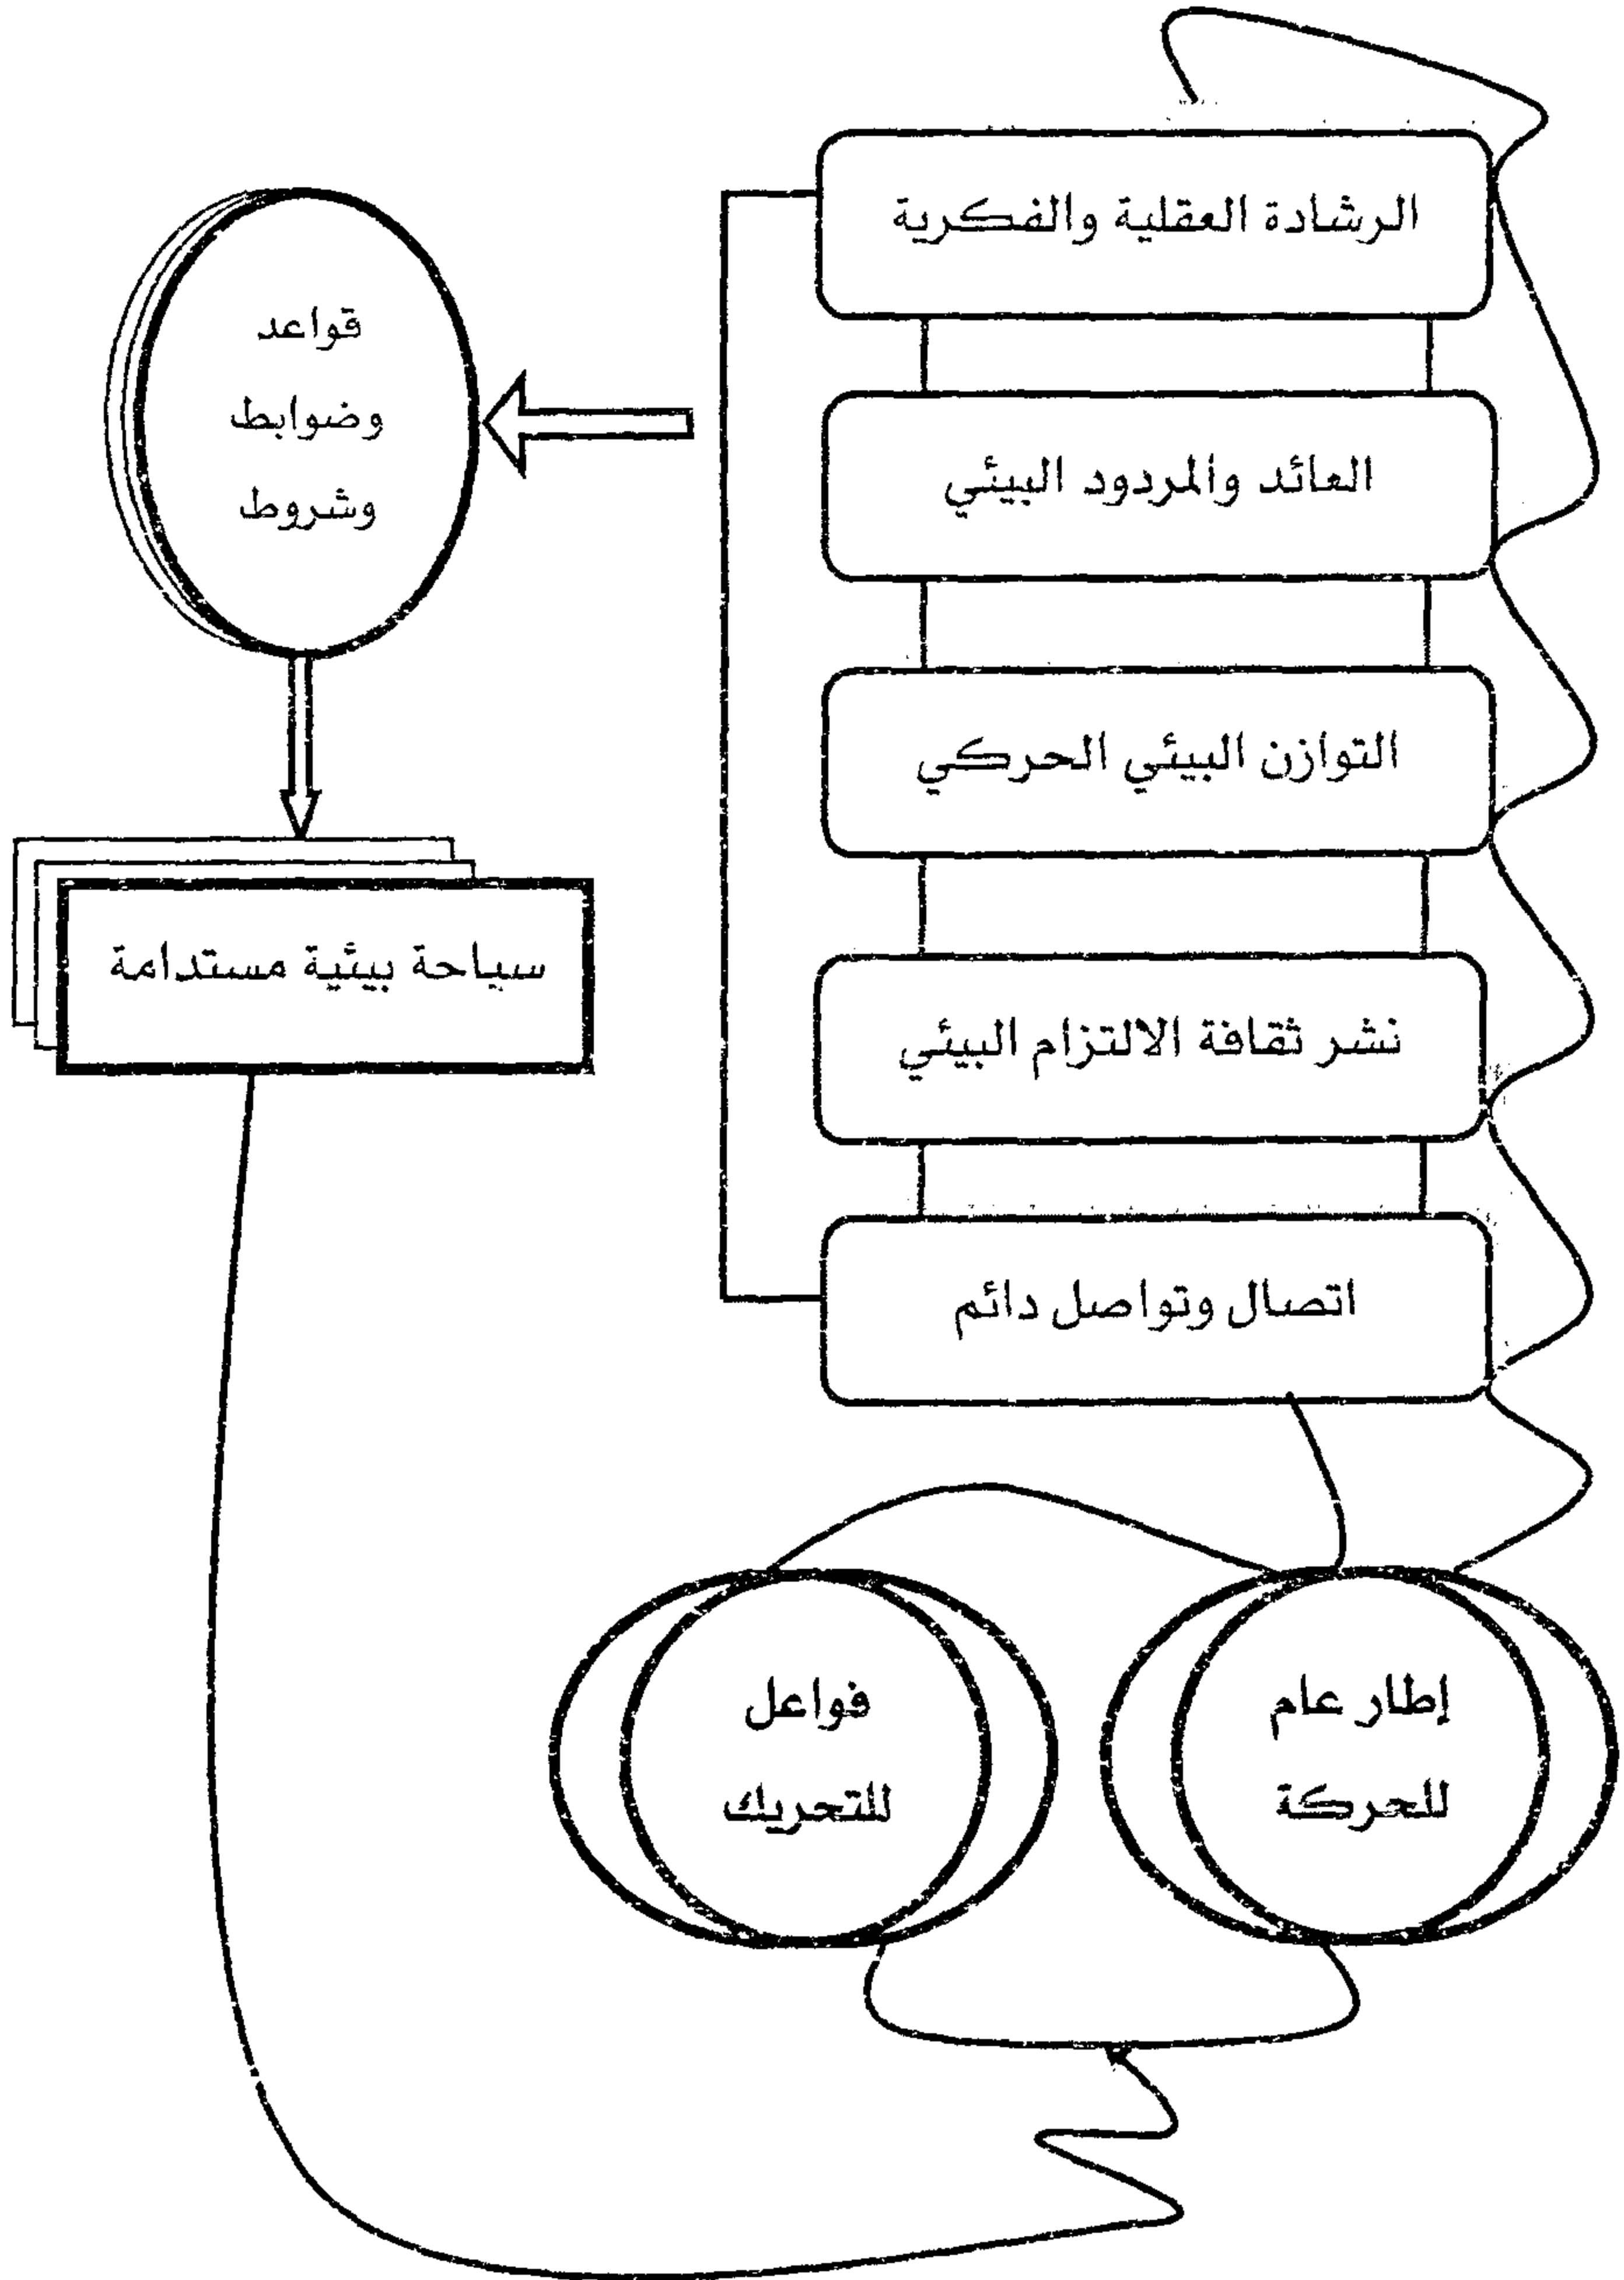 الرشادة العقلية والفكرية
العائد والمردود البيئي
التوازن البيئي الحركي
نشر ثقافة الالتزام البيئي
اتصال وتواصل دائم
قواعد
وضوابط
وشروط
سياحة بيئية مستدامة
إطار عام
للحركة
فواعل
للتحريك